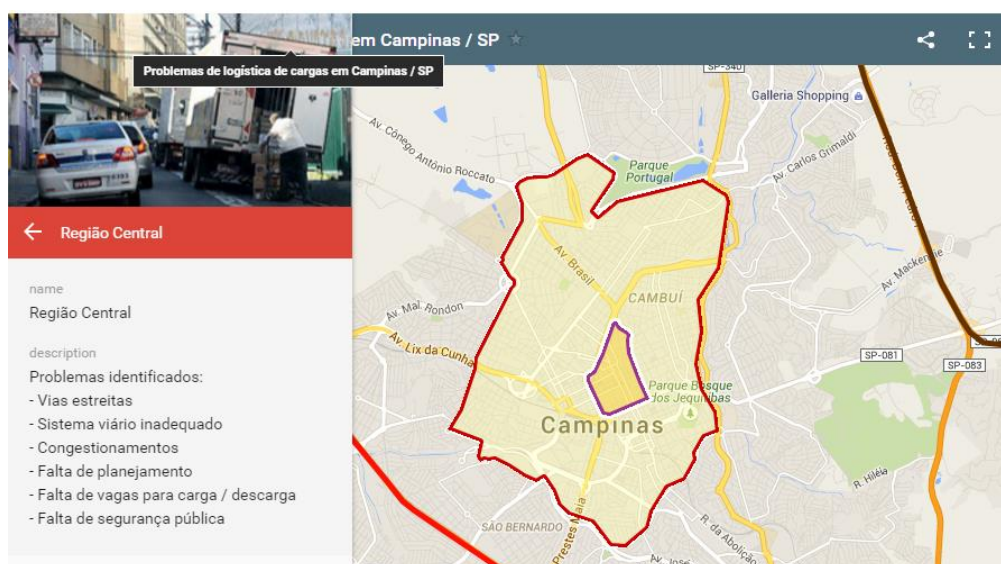 em Campinas / SP
Problemas de logística de cargas em Campinas / SP
Região Central
name
Região Central
description
Problemas identificados:
- Vias estreitas
- Sistema viário inadequado
- Congestionamentos
- Falta de planejamento
- Falta de vagas para carga / descarga
- Falta de segurança pública
SP-340
Galleria Shopping
Av. Cônego Antônio Roccato
Parque
Portugal
Av. Carlos Grimaldi
Av. Brasil
Av. Mackenzie
CAMBUÍ
Av. Mal. Rondon
Av. Lix da Cunha
SP-081
SP-083
Parque Bosque
dos Jequitibás
Campinas
R. Hiléia
SÃO BERNARDO
Prestes Maia
R. da Abolição
Av. José